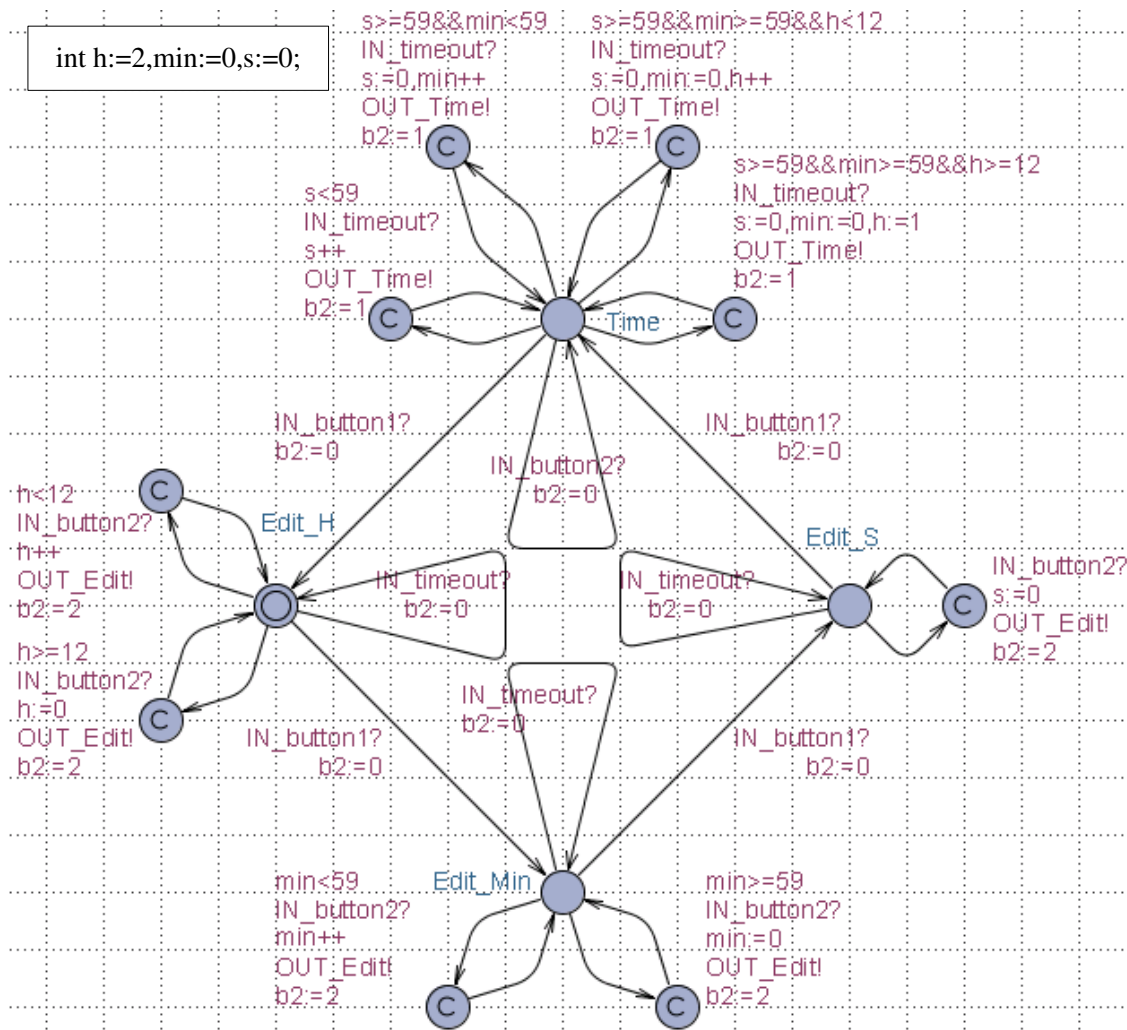 int h:=2,min:=0,s:=0;
s>=59&&min<59
IN_timeout?
s:=0,min++
OUT_Time!
b2:=1
C
s>=59&&min>=59&&h<12
IN_timeout?
s:=0,min:=0,h++
OUT_Time!
b2:=1
C
s<59
IN_timeout?
s++
OUT_Time!
b2:=1
C
s>=59&&min>=59&&h>=12
IN_timeout?
s:=0,min:=0,h:=1
OUT_Time!
b2:=1
C
Time
IN_button1?
b2:=0
IN_button2?
b2:=0
IN_button1?
b2:=0
h<12
IN_button2?
h++
OUT_Edit!
b2:=2
C
Edit_H
IN_timeout?
b2:=0
IN_timeout?
b2:=0
Edit_S
C
IN_button2?
s:=0
OUT_Edit!
b2:=2
h>=12
IN_button2?
h:=0
OUT_Edit!
b2:=2
C
IN_button1?
b2:=0
IN_timeout?
b2:=0
IN_button1?
b2:=0
min<59
IN_button2?
min++
OUT_Edit!
b2:=2
C
Edit_Min
min>=59
IN_button2?
min:=0
OUT_Edit!
b2:=2
C